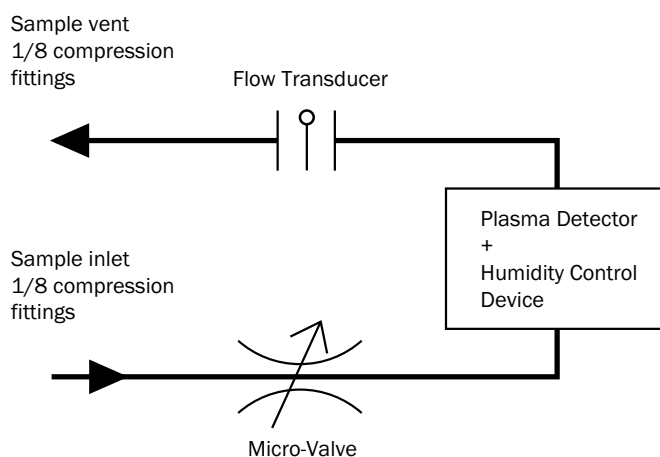 Sample vent
1/8 compression
fittings
Flow Transducer
Plasma Detector
+
Humidity Control
Device
Sample inlet
1/8 compression
fittings
Micro-Valve